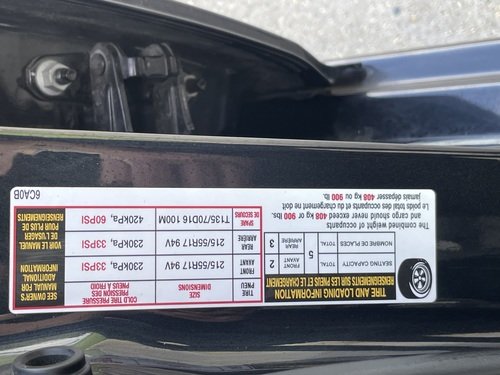 TIRE AND LOADING INFORMATION
RENSEIGNEMENTS SUR LES PNEUS ET LE CHARGEMENT
SEATING CAPACITY TOTAL 5 FRONT AVANT 2 REAR ARRIÈRE 3
NOMBRE DE PLACES TOTAL
The combined weight of occupants
and cargo should never exceed 408 kg or 900 lbs.
Le poids des total occupants et du chargement ne doit
jamais dépasser 408 kg ou 900 lbs.
TIRE PNEU SIZE DIMENSIONS COLD TIRE PRESSURE PRESSION DES PNEUS À FROID
FRONT AVANT 215/55R17 94V 230kPa, 33PSI
REAR ARRIÈRE 215/55R17 94V 230kPa, 33PSI
SPARE DE SECOURS T135/70D16 100M 420kPa, 60PSI
SEE OWNER'S
MANUAL FOR
ADDITIONAL
INFORMATION
VOIR LE MANUEL
DE L'USAGER
POUR PLUS DE
RENSEIGNEMENTS
6CA0B